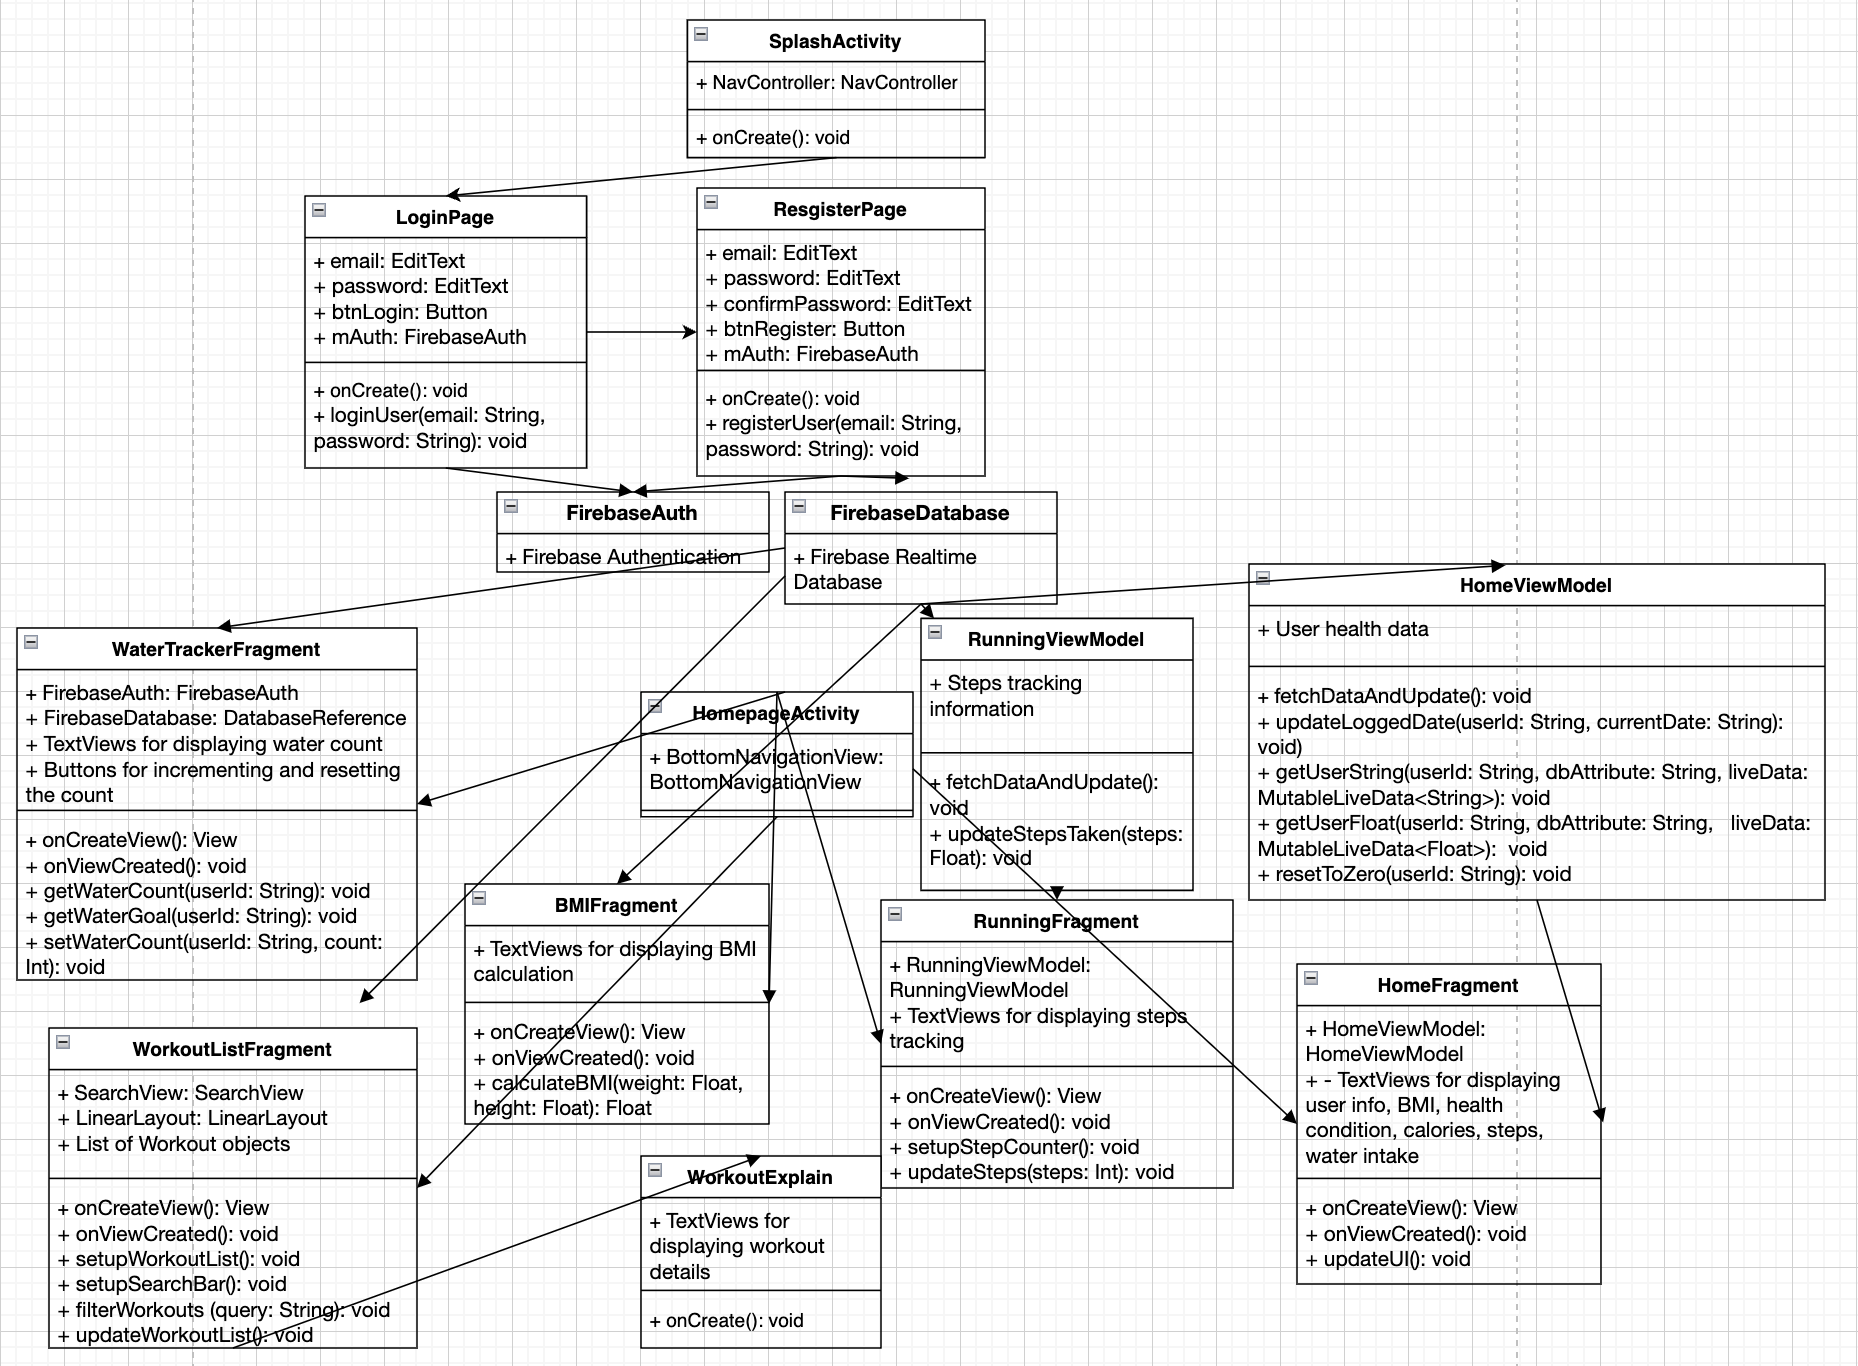 SplashActivity
+ NavController: NavController
+ onCreate(): void
LoginPage
+ email: EditText
+ password: EditText
+ btnLogin: Button
+ mAuth: FirebaseAuth
+ onCreate(): void
+ loginUser(email: String,
password: String): void
ResgisterPage
+ email: EditText
+ password: EditText
+ confirmPassword: EditText
+ btnRegister: Button
+ mAuth: FirebaseAuth
+ onCreate(): void
+ registerUser(email: String,
password: String): void
FirebaseAuth
+ Firebase Authentication
FirebaseDatabase
+ Firebase Realtime
Database
HomeViewModel
+ User health data
+ fetchDataAndUpdate(): void
+ updateLoggedDate(userId: String, currentDate: String):
void)
+ getUserString(userId: String, dbAttribute: String, liveData:
MutableLiveData<String>): void
+ getUserFloat(userId: String, dbAttribute: String,   liveData:
MutableLiveData<Float>):  void
+ resetToZero(userId: String): void
WaterTrackerFragment
+ FirebaseAuth: FirebaseAuth
+ FirebaseDatabase: DatabaseReference
+ TextViews for displaying water count
+ Buttons for incrementing and resetting
the count
+ onCreateView(): View
+ onViewCreated(): void
+ getWaterCount(userId: String): void
+ getWaterGoal(userId: String): void
+ setWaterCount(userId: String, count:
Int): void
HomepageActivity
+ BottomNavigationView:
BottomNavigationView
RunningViewModel
+ Steps tracking
information
+ fetchDataAndUpdate():
void
+ updateStepsTaken(steps:
Float): void
BMIFragment
+ TextViews for displaying BMI
calculation
+ onCreateView(): View
+ onViewCreated(): void
+ calculateBMI(weight: Float,
height: Float): Float
RunningFragment
+ RunningViewModel:
RunningViewModel
+ TextViews for displaying steps
tracking
+ onCreateView(): View
+ onViewCreated(): void
+ setupStepCounter(): void
+ updateSteps(steps: Int): void
HomeFragment
+ HomeViewModel:
HomeViewModel
+ - TextViews for displaying
user info, BMI, health
condition, calories, steps,
water intake
+ onCreateView(): View
+ onViewCreated(): void
+ updateUI(): void
WorkoutListFragment
+ SearchView: SearchView
+ LinearLayout: LinearLayout
+ List of Workout objects
+ onCreateView(): View
+ onViewCreated(): void
+ setupWorkoutList(): void
+ setupSearchBar(): void
+ filterWorkouts (query: String): void
+ updateWorkoutList(): void
WorkoutExplain
+ TextViews for
displaying workout
details
+ onCreate(): void